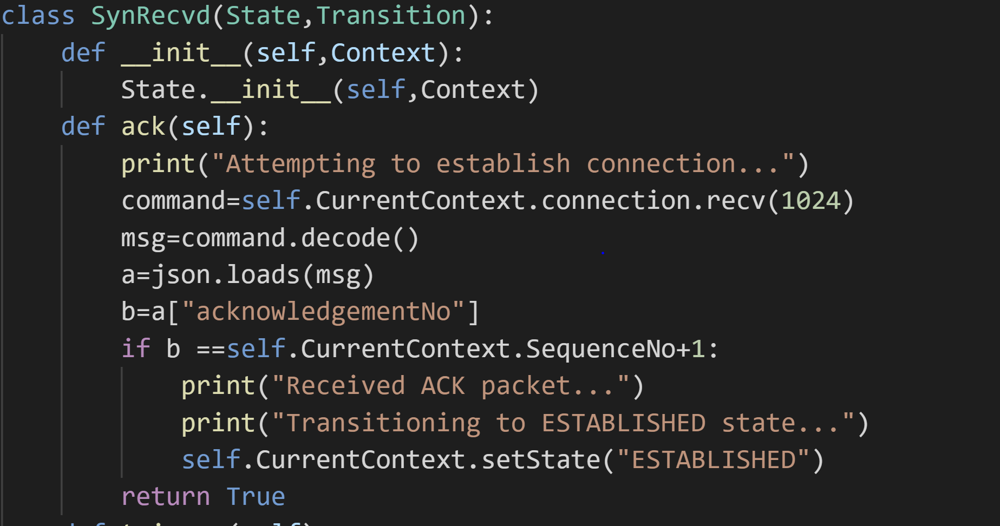 class SynRecvd(State,Transition):
    def __init__(self,Context):
        State.__init__(self,Context)
    def ack(self):
        print("Attempting to establish connection...")
        command=self.CurrentContext.connection.recv(1024)
        msg=command.decode()
        a=json.loads(msg)
        b=a["acknowledgementNo"]
        if b ==self.CurrentContext.SequenceNo+1:
            print("Received ACK packet...")
            print("Transitioning to ESTABLISHED state...")
            self.CurrentContext.setState("ESTABLISHED")
        return True